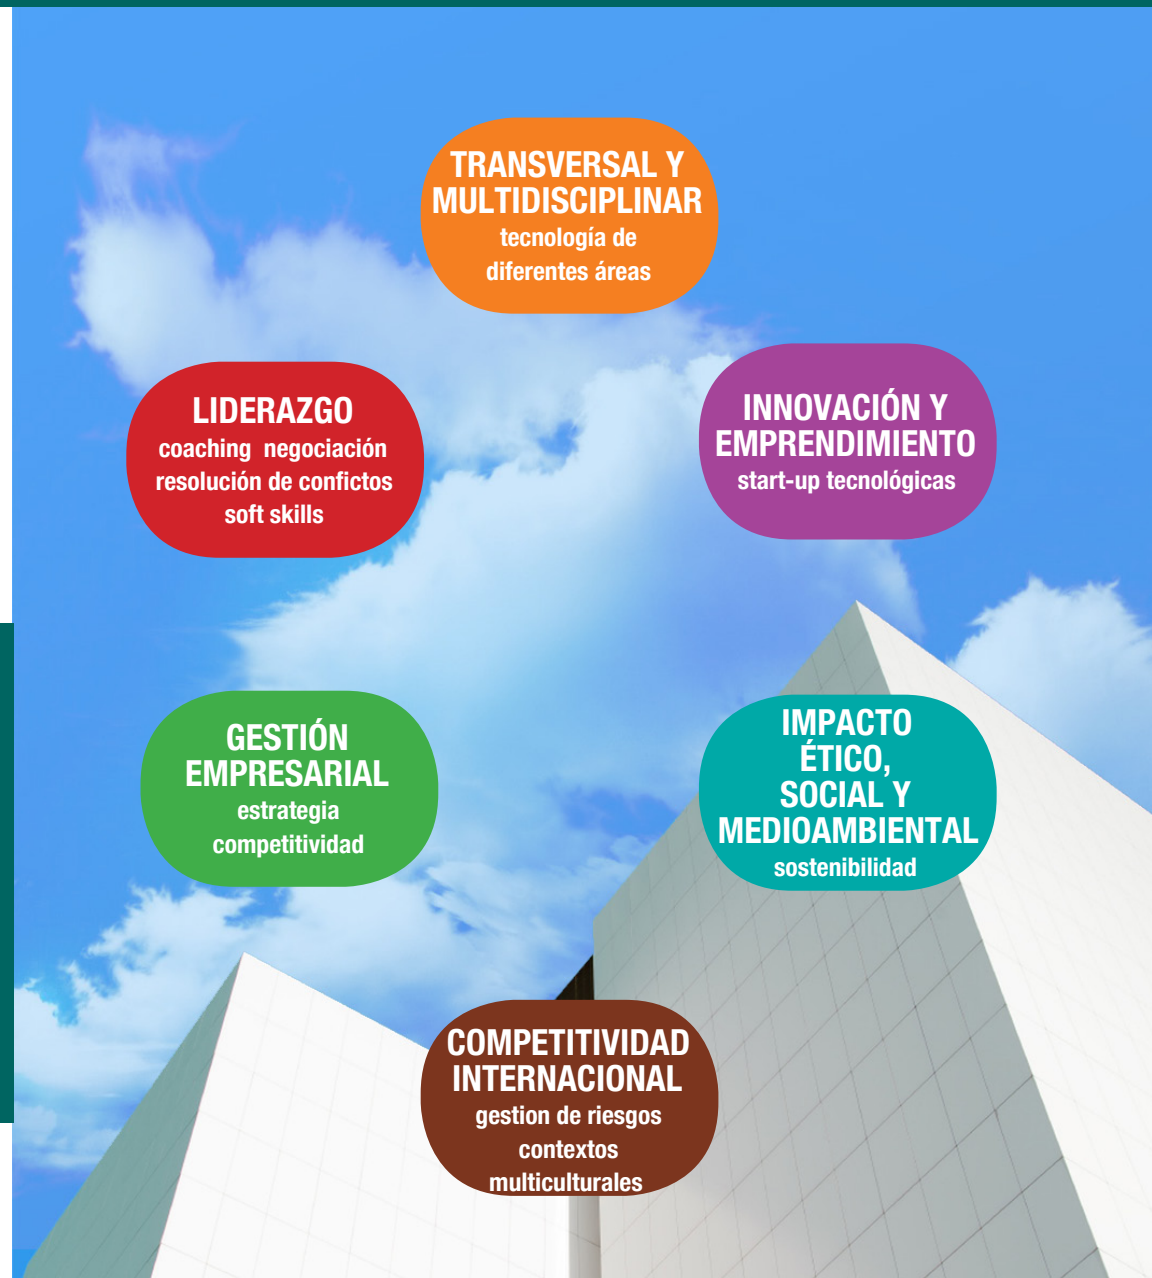 TRANSVERSAL Y
MULTIDISCIPLINAR
tecnología de
diferentes áreas
LIDERAZGO
coaching negociación
resolución de confictos
soft skills
INNOVACIÓN Y
EMPRENDIMIENTO
start-up tecnológicas
GESTIÓN
EMPRESARIAL
estrategia
competitividad
IMPACTO
ÉTICO,
SOCIAL Y
MEDIOAMBIENTAL
sostenibilidad
COMPETITIVIDAD
INTERNACIONAL
gestion de riesgos
contextos
multiculturales